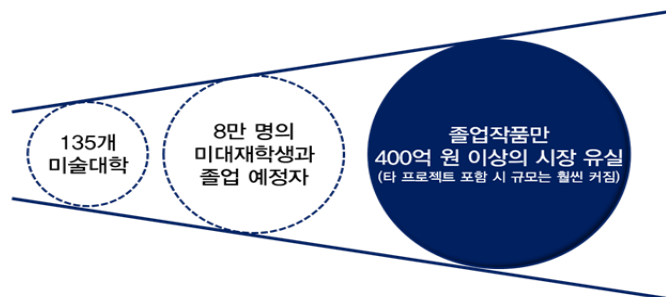 135개
미술대학
8만 명의
미대재학생과
졸업 예정자
졸업작품만
400억 원 이상의 시장 유실
(타 프로젝트 포함 시 규모는 훨씬 커짐)